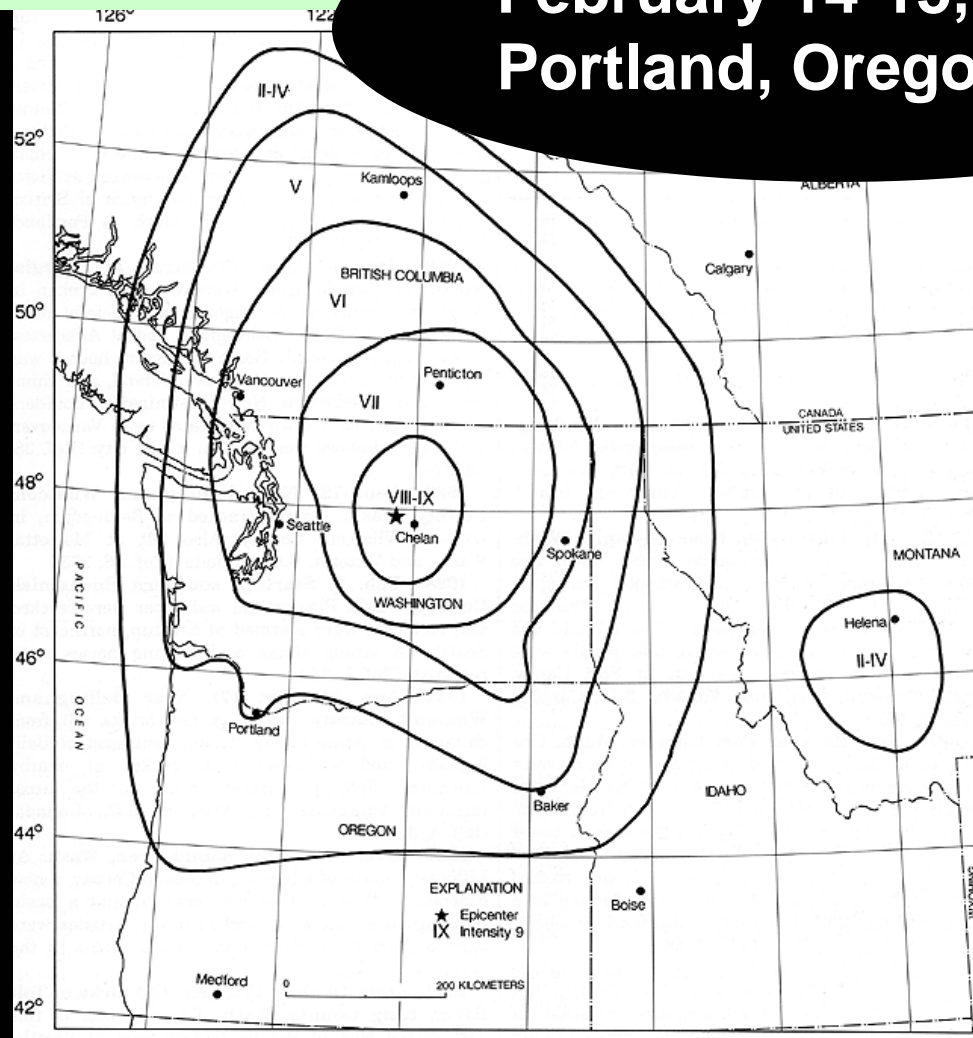 February 14-15,
Portland, Orego
126°
122
II-IV
52°
V
Kamloops
ALBERTA
Calgary
BRITISH COLUMBIA
VI
50°
Vancouver
Penticton
VII
CANADA
UNITED STATES
48°
VIII-IX
Seattle
Chelan
Spokane
MONTANA
PACIFIC OCEAN
WASHINGTON
Helena
II-IV
46°
Portland
Baker
IDAHO
OREGON
44°
EXPLANATION
★ Epicenter
IX Intensity 9
Boise
Medford
0
200 KILOMETERS
42°